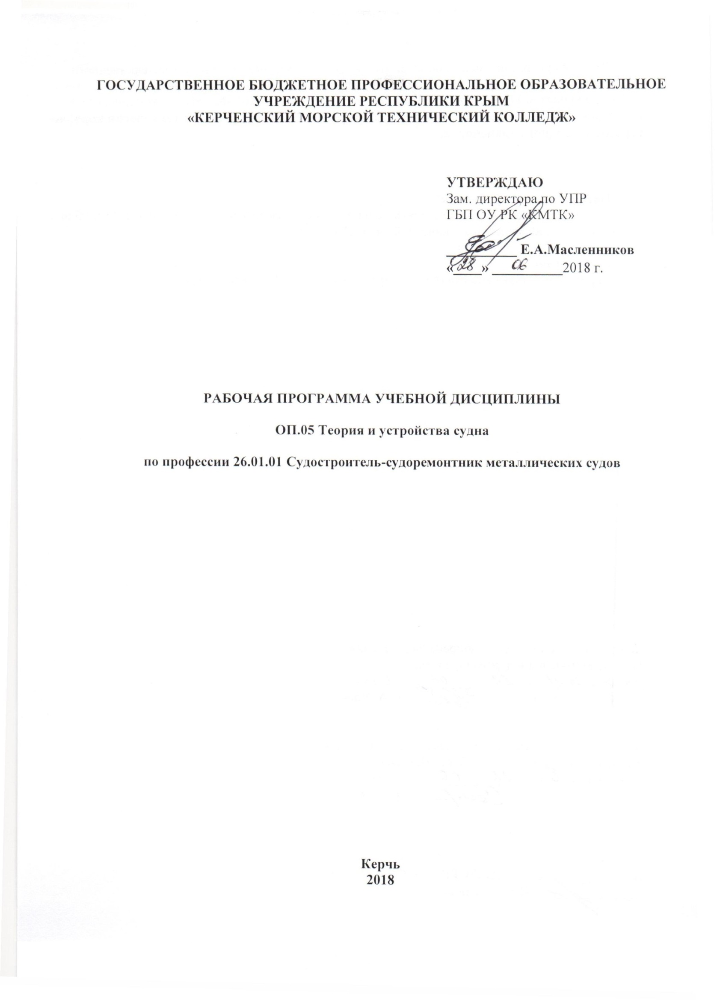 ГОСУДАРСТВЕННОЕ БЮДЖЕТНОЕ ПРОФЕССИОНАЛЬНОЕ ОБРАЗОВАТЕЛЬНОЕ
УЧРЕЖДЕНИЕ РЕСПУБЛИКИ КРЫМ
«КЕРЧЕНСКИЙ МОРСКОЙ ТЕХНИЧЕСКИЙ КОЛЛЕДЖ»
УТВЕРЖДАЮ
Зам. директора по УПР
ГБП ОУ РК «КМТК»
Е.А.Масленников
«28» 06 2018 г.
РАБОЧАЯ ПРОГРАММА УЧЕБНОЙ ДИСЦИПЛИНЫ
ОП.05 Теория и устройства судна
по профессии 26.01.01 Судостроитель-судоремонтник металлических судов
Керчь
2018